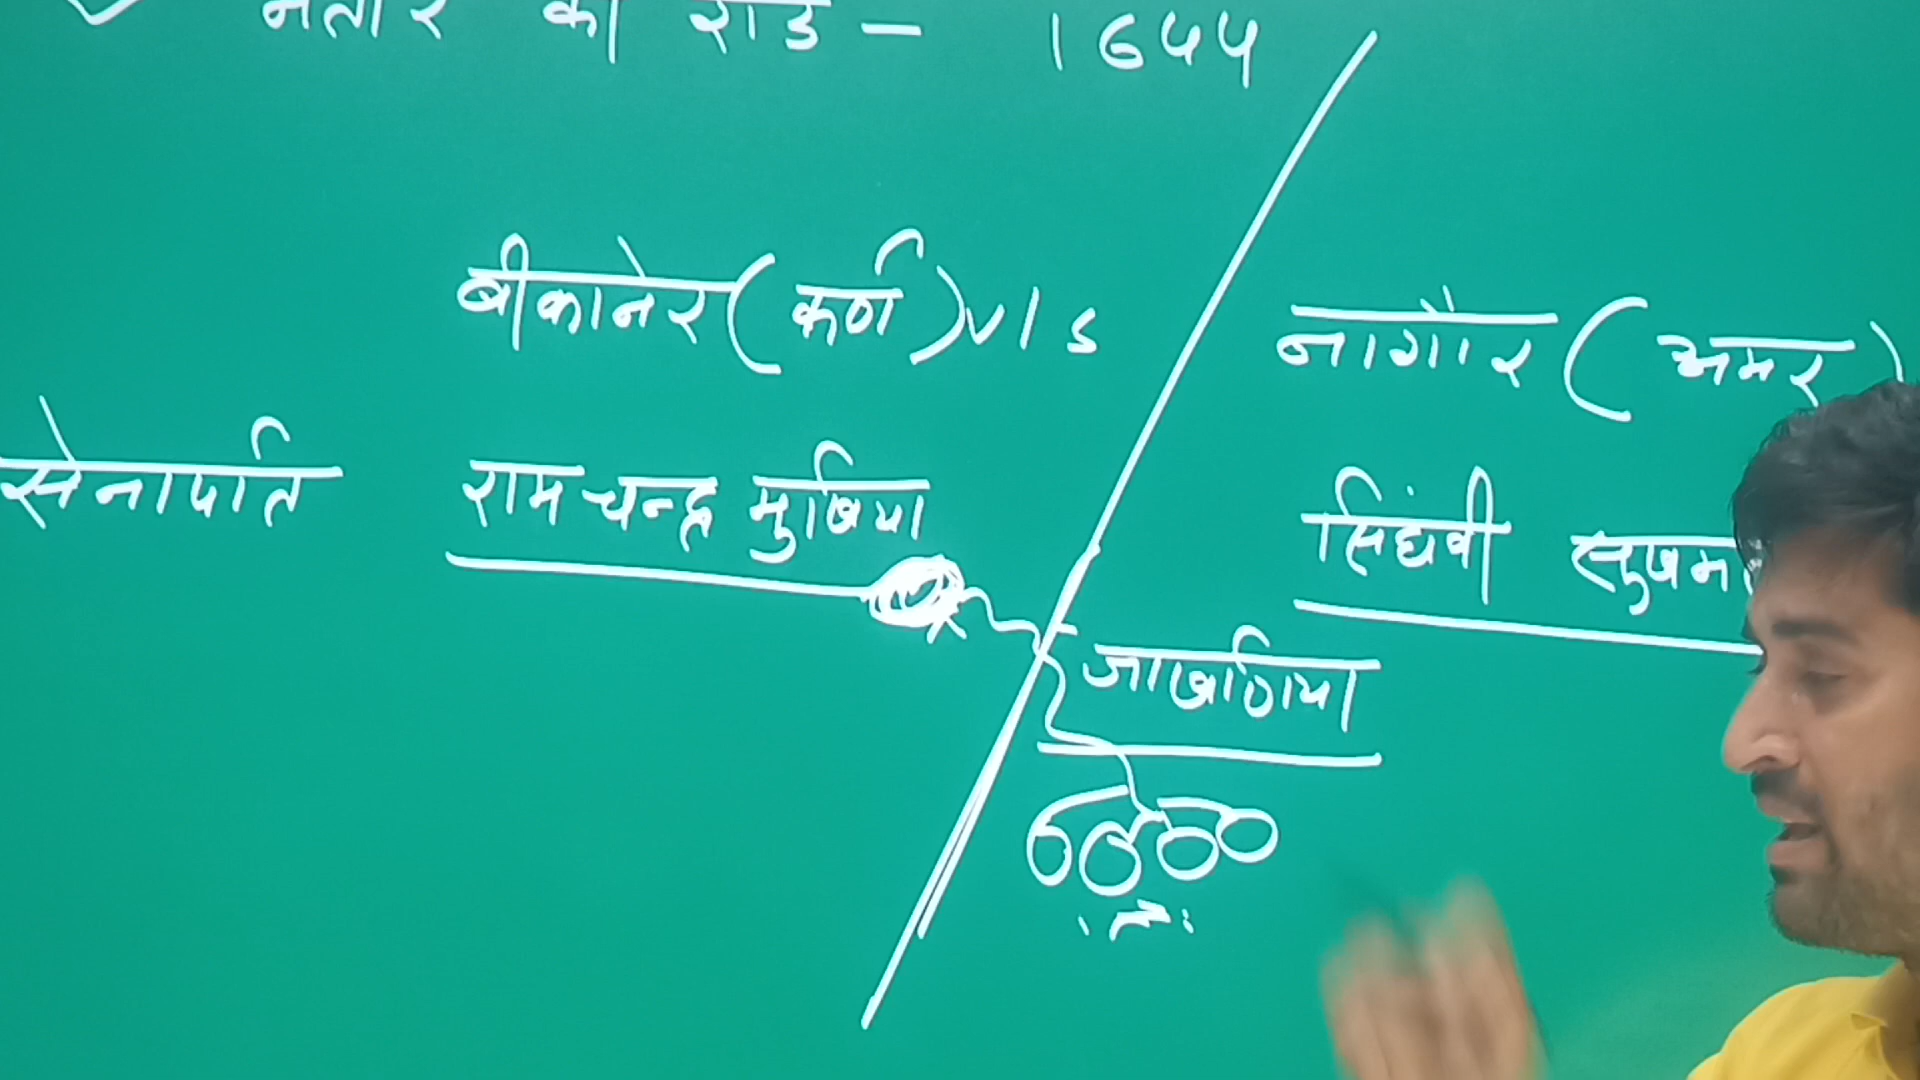 मतीरे की राड – 1644
बीकानेर (कर्ण) v/s नागौर (अमर)
सेनापति रामचन्द्र मुखिया सिंघवी
जाखणिया